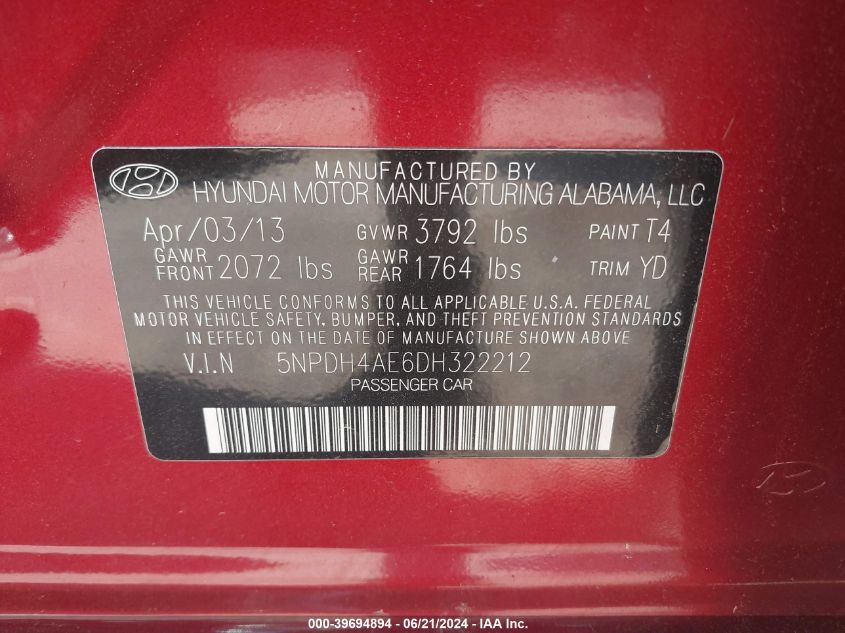 MANUFACTURED BY
HYUNDAI MOTOR MANUFACTURING ALABAMA, LLC
Apr/03/13 GVWR 3792 lbs PAINT T4
GAWR FRONT 2072 lbs GAWR REAR 1764 lbs TRIM YD
THIS VEHICLE CONFORMS TO ALL APPLICABLE U.S.A. FEDERAL
MOTOR VEHICLE SAFETY, BUMPER, AND THEFT PREVENTION STANDARDS
IN EFFECT ON THE DATE OF MANUFACTURE SHOWN ABOVE.
V.I.N 5NPDH4AE6DH322212
PASSENGER CAR
000-39694894 / 06/21/2024 - IAA Inc.